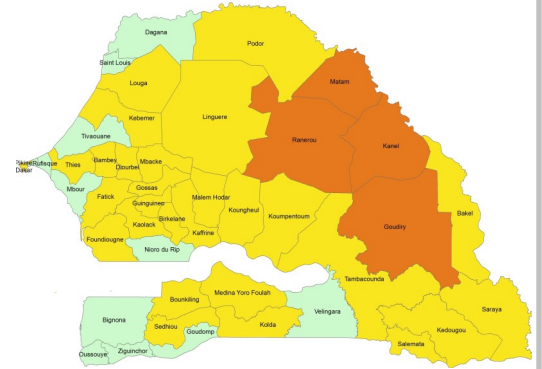 Dagana
Podor
Saint Louis
Louga
Matam
Linguere
Keberner
Tivaousne
Ranerou
Kanel
Rufisque
Thies
Bambey
Diourbel
Mbacke
Dakar
Mbour
Gossas
Fatick
Guinguineo
Malem Hodar
Koungheul
Koumpentoum
Bakel
Birkelane
Kaolack
Goudiry
Foundiougne
Kaffrine
Nioro du Rip
Tambacounda
Medina Yoro Foulah
Bounkiling
Velingara
Saraya
Bignona
Sedhiou
Goudomp
Kolda
Kedougou
Salemata
Oussouye
Ziguinchor